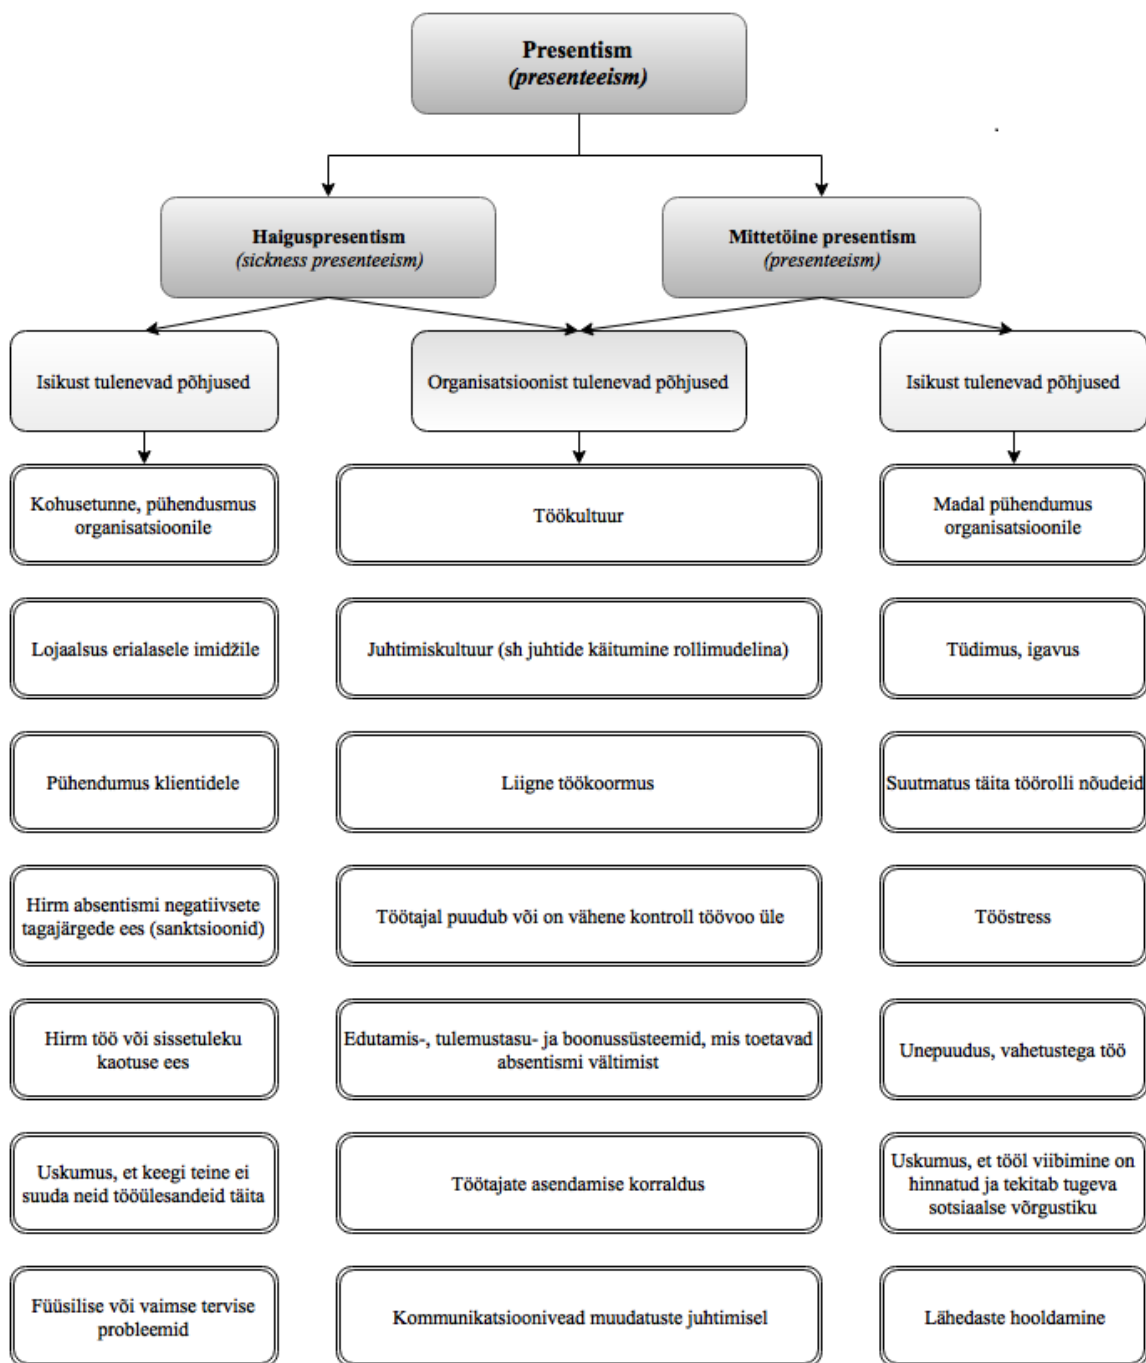 Presentism
(presenteeism)
Haiguspresentism
(sickness presenteeism)
Mittetöine presentism
(presenteeism)
Isikust tulenevad põhjused
Organisatsioonist tulenevad põhjused
Isikust tulenevad põhjused
Kohusetunne, pühendusmus
organisatsioonile
Töökultuur
Madal pühendumus
organisatsioonile
Lojaalsus erialasele imidžile
Juhtimiskultuur (sh juhtide käitumine rollimudelina)
Tüdimus, igavus
Pühendumus klientidele
Liigne töökoormus
Suutmatus täita töörolli nõudeid
Hirm absentismi negatiivsete
tagajärgede ees (sanktsioonid)
Töötajal puudub või on vähene kontroll töövoo üle
Tööstress
Hirm töö või sissetuleku
kaotuse ees
Edutamis-, tulemustasu- ja boonussüsteemid, mis toetavad
absentismi vältimist
Unepuudus, vahetustega töö
Uskumus, et keegi teine ei
suuda neid tööülesandeid täita
Töötajate asendamise korraldus
Uskumus, et tööl viibimine on
hinnatud ja tekitab tugeva
sotsiaalse võrgustiku
Füüsilise või vaimse tervise
probleemid
Kommunikatsioonivead muudatuste juhtimisel
Lähedaste hooldamine